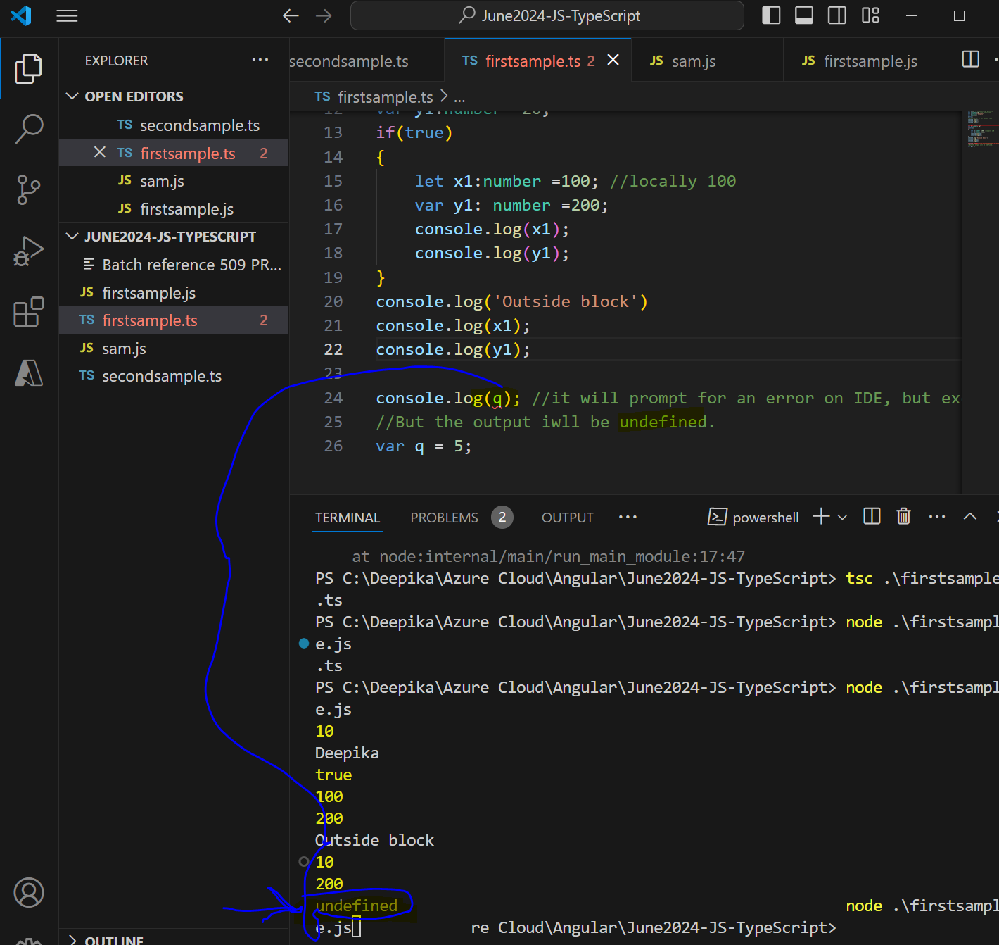 June2024-JS-TypeScript
EXPLORER
OPEN EDITORS
TS secondsample.ts
TS firstsample.ts 2
JS sam.js
JS firstsample.js
JUNE2024-JS-TYPESCRIPT
Batch reference 509 PR...
JS firstsample.js
TS firstsample.ts 2
JS sam.js
TS secondsample.ts
OUTLINE
secondsample.ts
TS firstsample.ts 2
JS sam.js
JS firstsample.js
TS firstsample.ts > ...
12 var y1:number= 20;
13 if(true)
14 {
15 let x1:number =100; //locally 100
16 var y1: number =200;
17 console.log(x1);
18 console.log(y1);
19 }
20 console.log('Outside block')
21 console.log(x1);
22 console.log(y1);
23
24 console.log(q); //it will prompt for an error on IDE, but ex
25 //But the output iwll be undefined.
26 var q = 5;
TERMINAL PROBLEMS 2 OUTPUT ... powershell
at node:internal/main/run_main_module:17:47
PS C:\Deepika\Azure Cloud\Angular\June2024-JS-TypeScript> tsc .\firstsample
.ts
PS C:\Deepika\Azure Cloud\Angular\June2024-JS-TypeScript> node .\firstsampl
e.js
.ts
PS C:\Deepika\Azure Cloud\Angular\June2024-JS-TypeScript> node .\firstsampl
e.js
10
Deepika
true
100
200
Outside block
10
200
undefined node .\firstsampl
e.js re Cloud\Angular\June2024-JS-TypeScript>